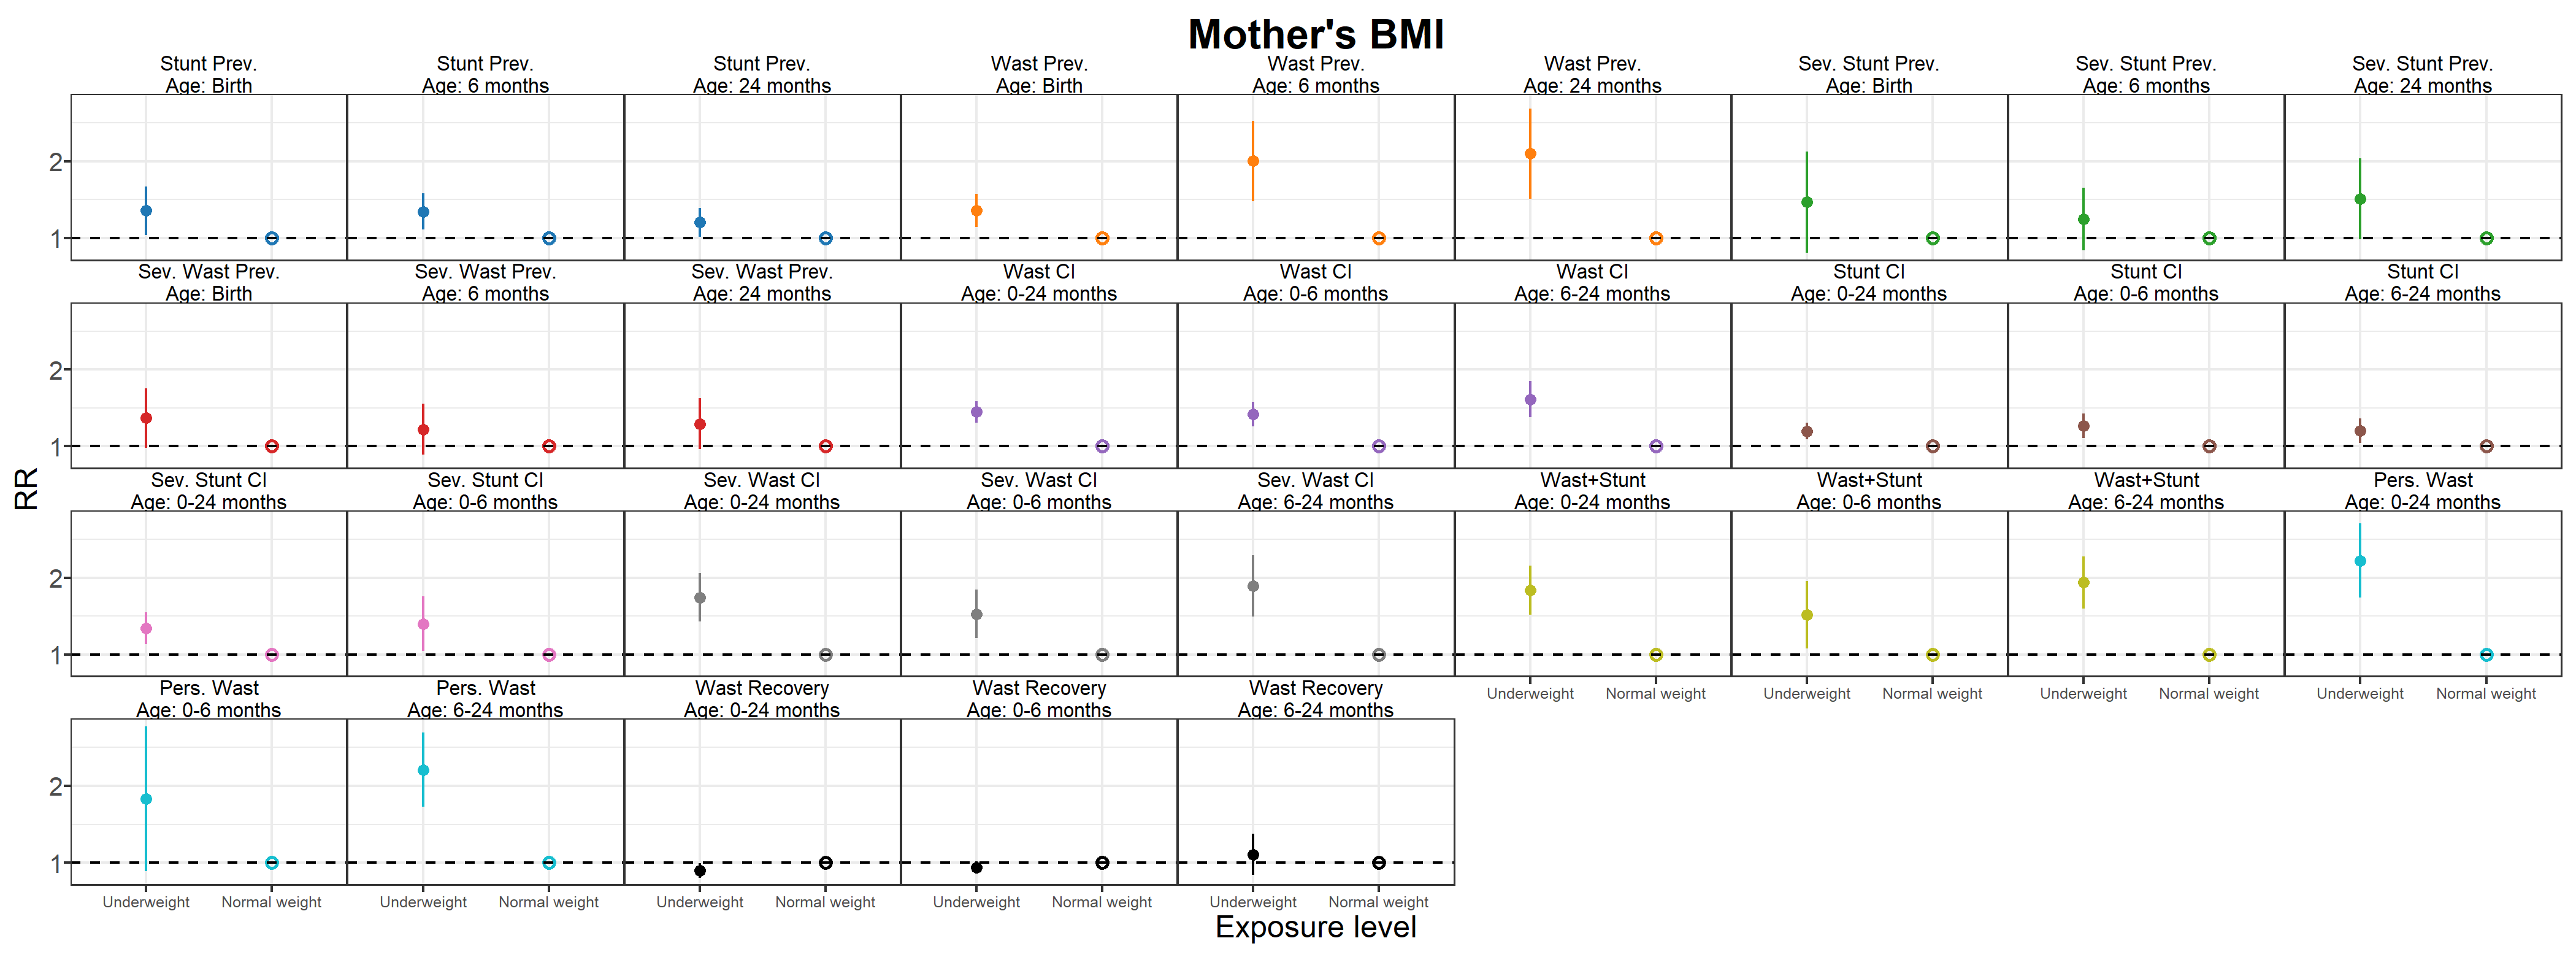 Mother's BMI
Stunt Prev. Stunt Prev. Stunt Prev. Wast Prev. Wast Prev. Wast Prev. Sev. Stunt Prev. Sev. Stunt Prev. Sev. Stunt Prev.
Age: Birth Age: 6 months Age: 24 months Age: Birth Age: 6 months Age: 24 months Age: Birth Age: 6 months Age: 24 months
2
1
Sev. Wast Prev. Sev. Wast Prev. Sev. Wast Prev. Wast CI Wast CI Wast CI Stunt CI Stunt CI Stunt CI
Age: Birth Age: 6 months Age: 24 months Age: 0-24 months Age: 0-6 months Age: 6-24 months Age: 0-24 months Age: 0-6 months Age: 6-24 months
2
1
RR
Sev. Stunt CI Sev. Stunt CI Sev. Wast CI Sev. Wast CI Sev. Wast CI Wast+Stunt Wast+Stunt Wast+Stunt Pers. Wast
Age: 0-24 months Age: 0-6 months Age: 0-24 months Age: 0-6 months Age: 6-24 months Age: 0-24 months Age: 0-6 months Age: 6-24 months Age: 0-24 months
2
1
Underweight Normal weight Underweight Normal weight Underweight Normal weight Underweight Normal weight
Pers. Wast Pers. Wast Wast Recovery Wast Recovery Wast Recovery
Age: 0-6 months Age: 6-24 months Age: 0-24 months Age: 0-6 months Age: 6-24 months
2
1
Underweight Normal weight Underweight Normal weight Underweight Normal weight Underweight Normal weight Underweight Normal weight
Exposure level